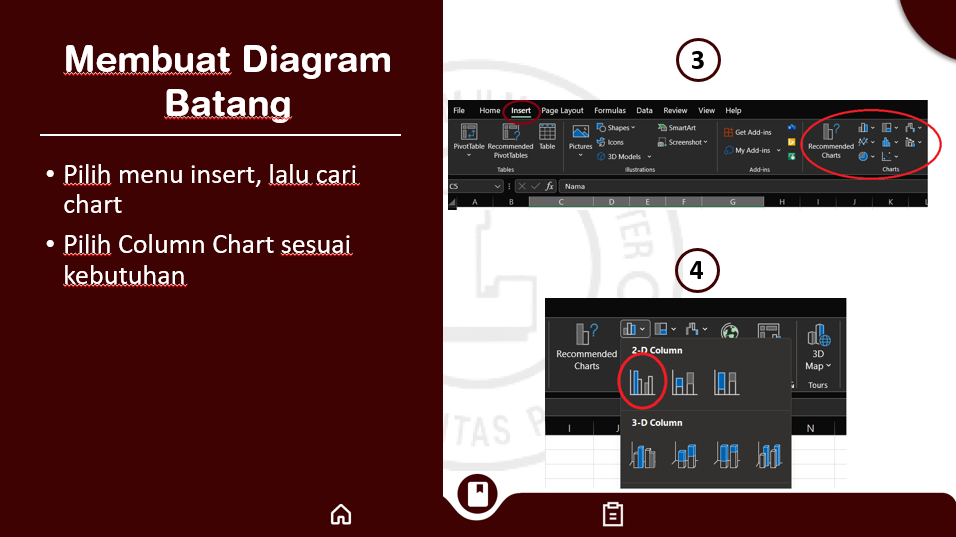 Membuat Diagram
Batang
• Pilih menu insert, lalu cari
chart
• Pilih Column Chart sesuai
kebutuhan
3
File Home Insert Page Layout Formulas Data Review View Help
PivotTable
Recommended
PivotTables
Table
Tables
Pictures
Shapes
Icons
3D Models
SmartArt
Screenshot
Illustrations
Get Add-ins
My Add-ins
Add-ins
Recommended
Charts
Charts
C5 fx Nama
A B C D E F G H I J K L
4
Recommended
Charts
2-D Column
3-D Column
3D
Map
Tours
I J N